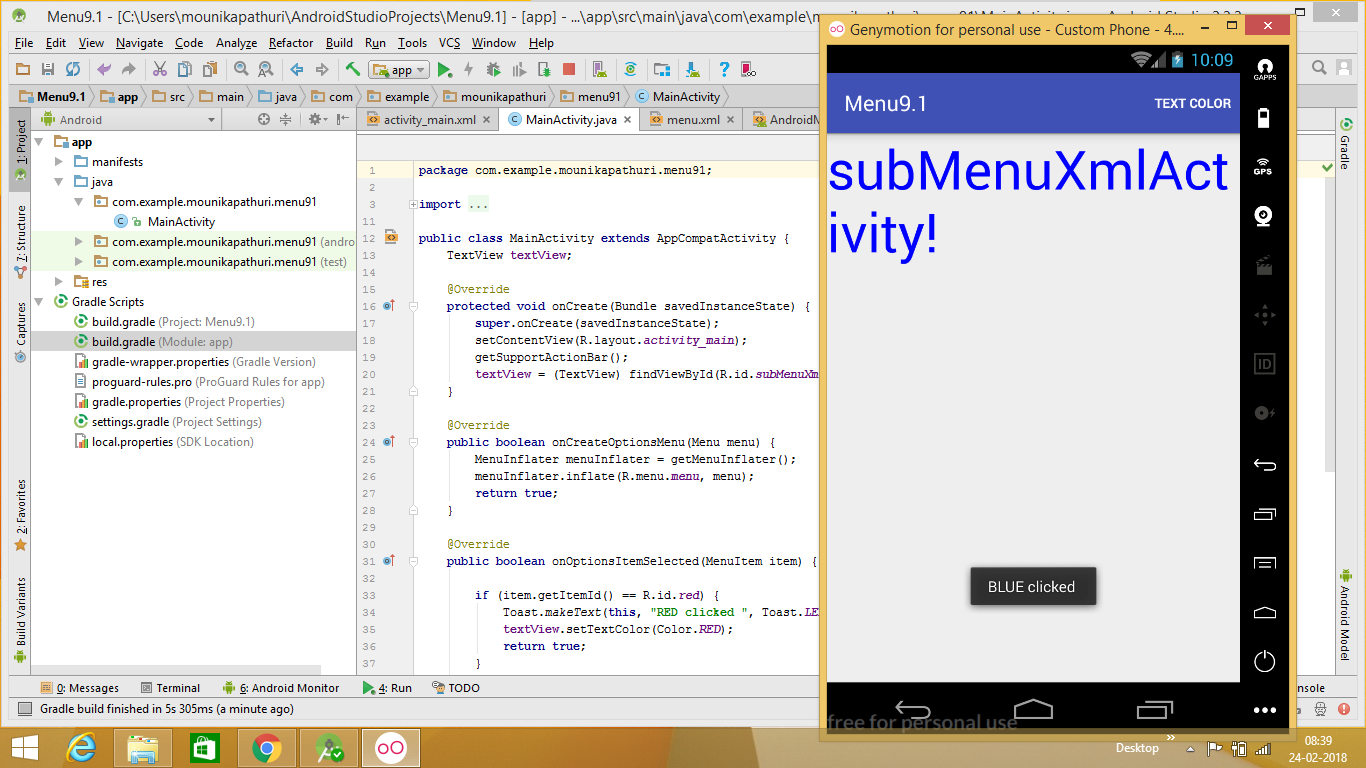 Menu9.1 - [C:\Users\mounikapathuri\AndroidStudioProjects\Menu9.1] - [app] - ...\app\src\main\java\com\example\
File Edit View Navigate Code Analyze Refactor Build Run Tools VCS Window Help
app
Menu9.1 app src main java com example mounikapathuri menu91 MainActivity
1: Project
7: Structure
Captures
2: Favorites
Build Variants
Android
app
manifests
java
com.example.mounikapathuri.menu91
MainActivity
com.example.mounikapathuri.menu91 (andro
com.example.mounikapathuri.menu91 (test)
res
Gradle Scripts
build.gradle (Project: Menu9.1)
build.gradle (Module: app)
gradle-wrapper.properties (Gradle Version)
proguard-rules.pro (ProGuard Rules for app)
gradle.properties (Project Properties)
settings.gradle (Project Settings)
local.properties (SDK Location)
activity_main.xml MainActivity.java menu.xml AndroidM
1 package com.example.mounikapathuri.menu91;
2
3 import ...
11
12 public class MainActivity extends AppCompatActivity {
13 TextView textView;
14
15 @Override
16 protected void onCreate(Bundle savedInstanceState) {
17 super.onCreate(savedInstanceState);
18 setContentView(R.layout.activity_main);
19 getSupportActionBar();
20 textView = (TextView) findViewById(R.id.subMenuXm
21 }
22
23 @Override
24 public boolean onCreateOptionsMenu(Menu menu) {
25 MenuInflater menuInflater = getMenuInflater();
26 menuInflater.inflate(R.menu.menu, menu);
27 return true;
28 }
29
30 @Override
31 public boolean onOptionsItemSelected(MenuItem item) {
32
33 if (item.getItemId() == R.id.red) {
34 Toast.makeText(this, "RED clicked ", Toast.LE
35 textView.setTextColor(Color.RED);
36 return true;
37 }
Genymotion for personal use - Custom Phone - 4....
10:09
Menu9.1 TEXT COLOR
subMenuXmlAct
ivity!
BLUE clicked
free for personal use
GAPPS
GPS
ID
Gradle
Android Model
0: Messages Terminal 6: Android Monitor 4: Run TODO
nsole
Gradle build finished in 5s 305ms (a minute ago)
Desktop
08:39
24-02-2018